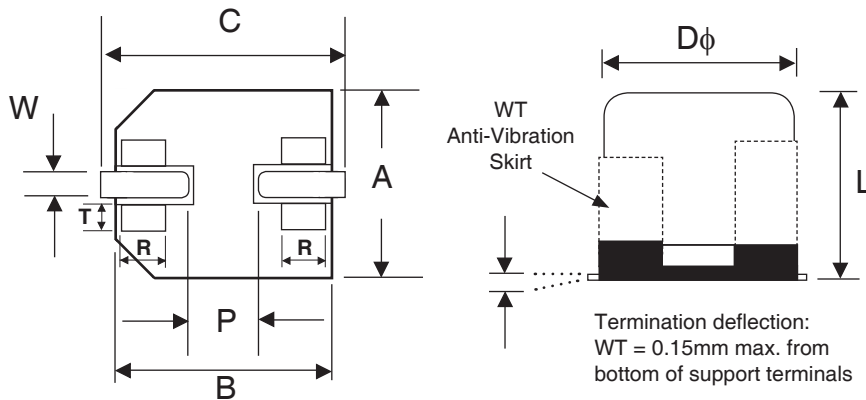 C
W
T
R
R
A
P
B
Dϕ
WT
Anti-Vibration
Skirt
L
Termination deflection:
WT = 0.15mm max. from
bottom of support terminals